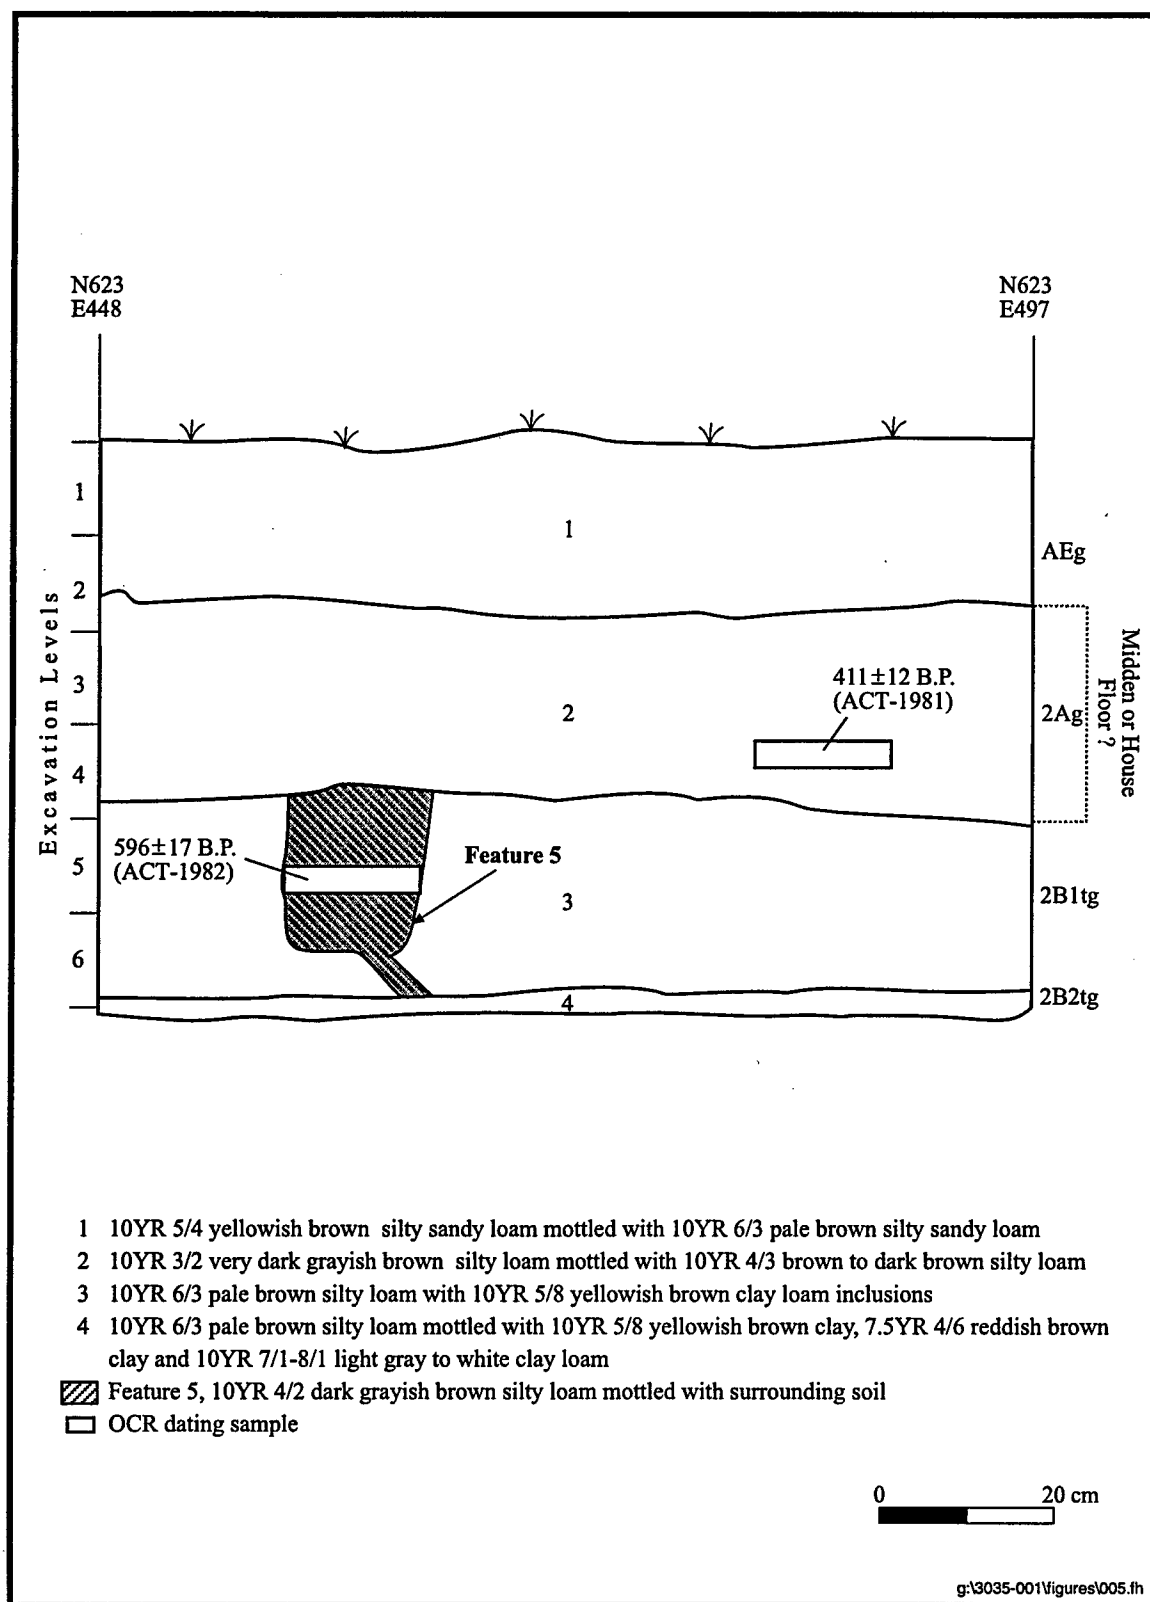 N623
E448
N623
E497
Excavation Levels
1
2
3
4
5
6
1
2
3
4
AEg
2Ag
2B1tg
2B2tg
Midden or House
Floor ?
411±12 B.P.
(ACT-1981)
596±17 B.P.
(ACT-1982)
Feature 5
1 10YR 5/4 yellowish brown silty sandy loam mottled with 10YR 6/3 pale brown silty sandy loam
2 10YR 3/2 very dark grayish brown silty loam mottled with 10YR 4/3 brown to dark brown silty loam
3 10YR 6/3 pale brown silty loam with 10YR 5/8 yellowish brown clay loam inclusions
4 10YR 6/3 pale brown silty loam mottled with 10YR 5/8 yellowish brown clay, 7.5YR 4/6 reddish brown
clay and 10YR 7/1-8/1 light gray to white clay loam
Feature 5, 10YR 4/2 dark grayish brown silty loam mottled with surrounding soil
OCR dating sample
0 20 cm
g:\3035-001\figures\005.fh